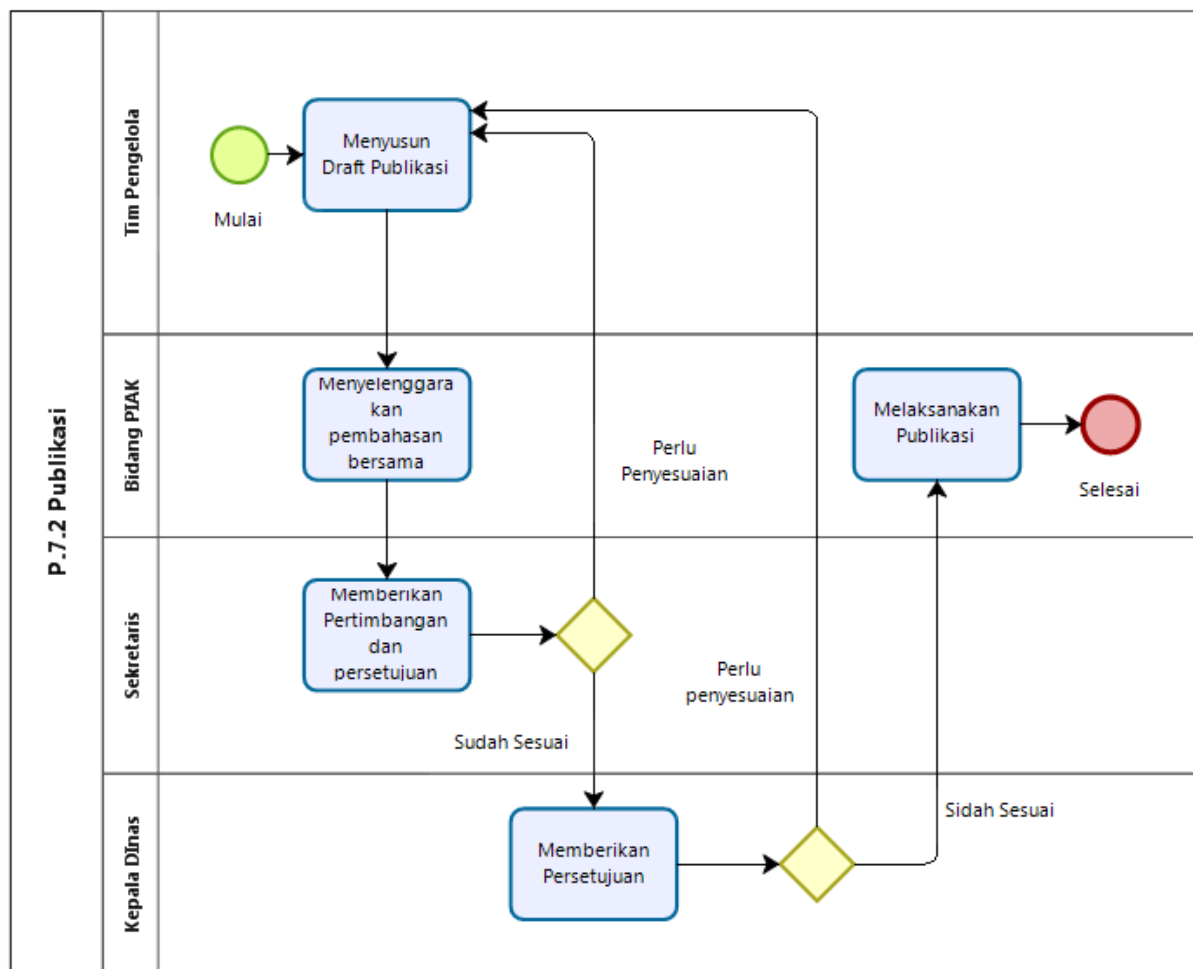 P.7.2 Publikasi
Tim Pengelola
Mulai
Menyusun
Draft Publikasi
Bidang PIAK
Menyelenggara
kan
pembahasan
bersama
Perlu
Penyesuaian
Melaksanakan
Publikasi
Selesai
Sekretaris
Memberikan
Pertimbangan
dan
persetujuan
Perlu
penyesuaian
Sudah Sesuai
Kepala DInas
Memberikan
Persetujuan
Sidah Sesuai